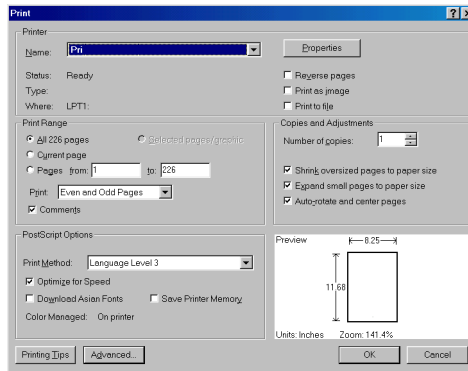 Print
Printer
Name: Pri
Properties
Status: Ready
Type:
Where: LPT1:
Reverse pages
Print as image
Print to file
Print Range
All 226 pages
Selected pages/graphic
Current page
Pages from: 1 to: 226
Print: Even and Odd Pages
Comments
Copies and Adjustments
Number of copies: 1
Shrink oversized pages to paper size
Expand small pages to paper size
Auto-rotate and center pages
PostScript Options
Print Method: Language Level 3
Optimize for Speed
Download Asian Fonts
Save Printer Memory
Color Managed: On printer
Preview
8.25
11.68
Units: Inches Zoom: 141.4%
Printing Tips
Advanced...
OK
Cancel